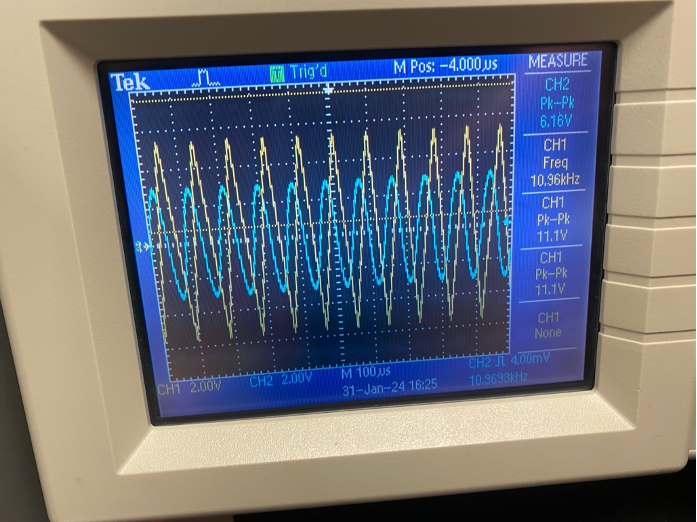 Tek Trig'd M Pos: -4.000µs MEASURE
CH2
Pk-Pk
6.16V
CH1
Freq
10.96kHz
CH1
Pk-Pk
11.1V
CH1
Pk-Pk
11.1V
CH1
None
CH1 2.00V CH2 2.00V M 100µs CH2 4.00mV
31-Jan-24 16:25 10.9693kHz